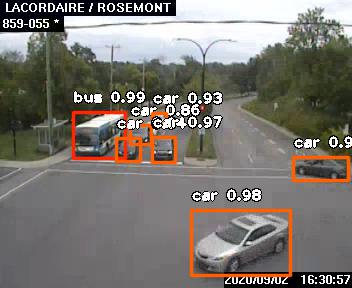 LACORDAIRE / ROSEMONT
859-055 *
bus 0.99
car 0.93
car 0.86
car 0.97
car 0.9
car 0.98
2020/09/02 16:30:57